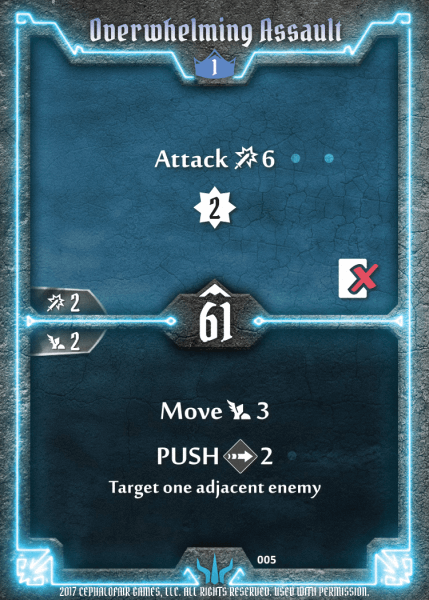 Overwhelming Assault
1
Attack 6
2
2
61
2
Move 3
PUSH 2
Target one adjacent enemy
005
2017 CEPHALOFAIR GAMES, LLC. ALL RIGHTS RESERVED. USED WITH PERMISSION.